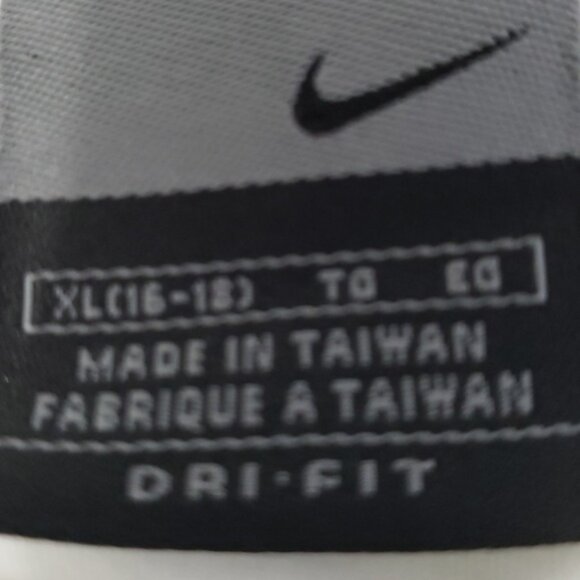 XL(16-18) TG EG
MADE IN TAIWAN
FABRIQUE A TAIWAN
DRI-FIT